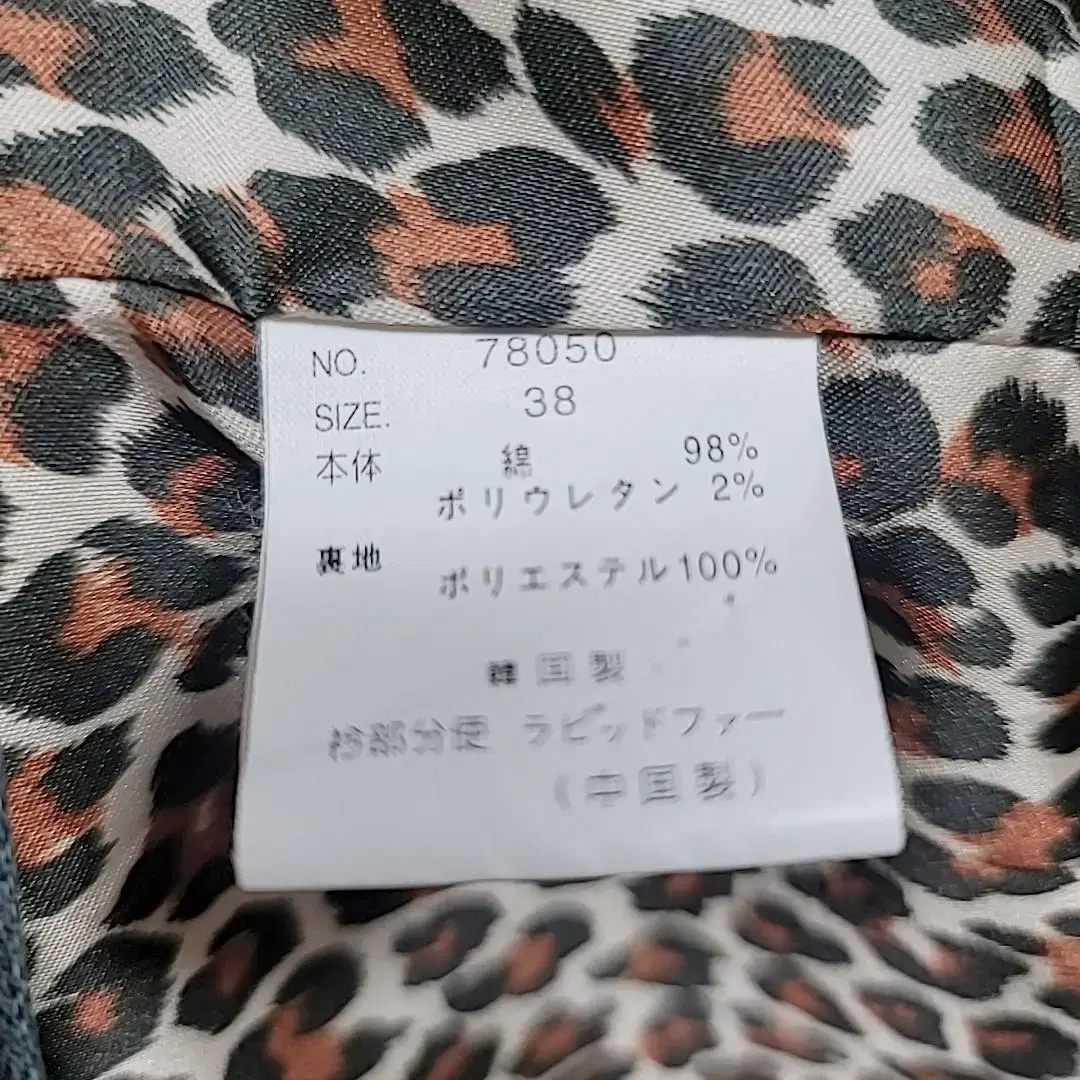 NO. 78050
SIZE. 38
本体 綿 98%
ポリウレタン 2%
裏地 ポリエステル100%
韓国製
衿部分使 ラビッドファー
(中国製)